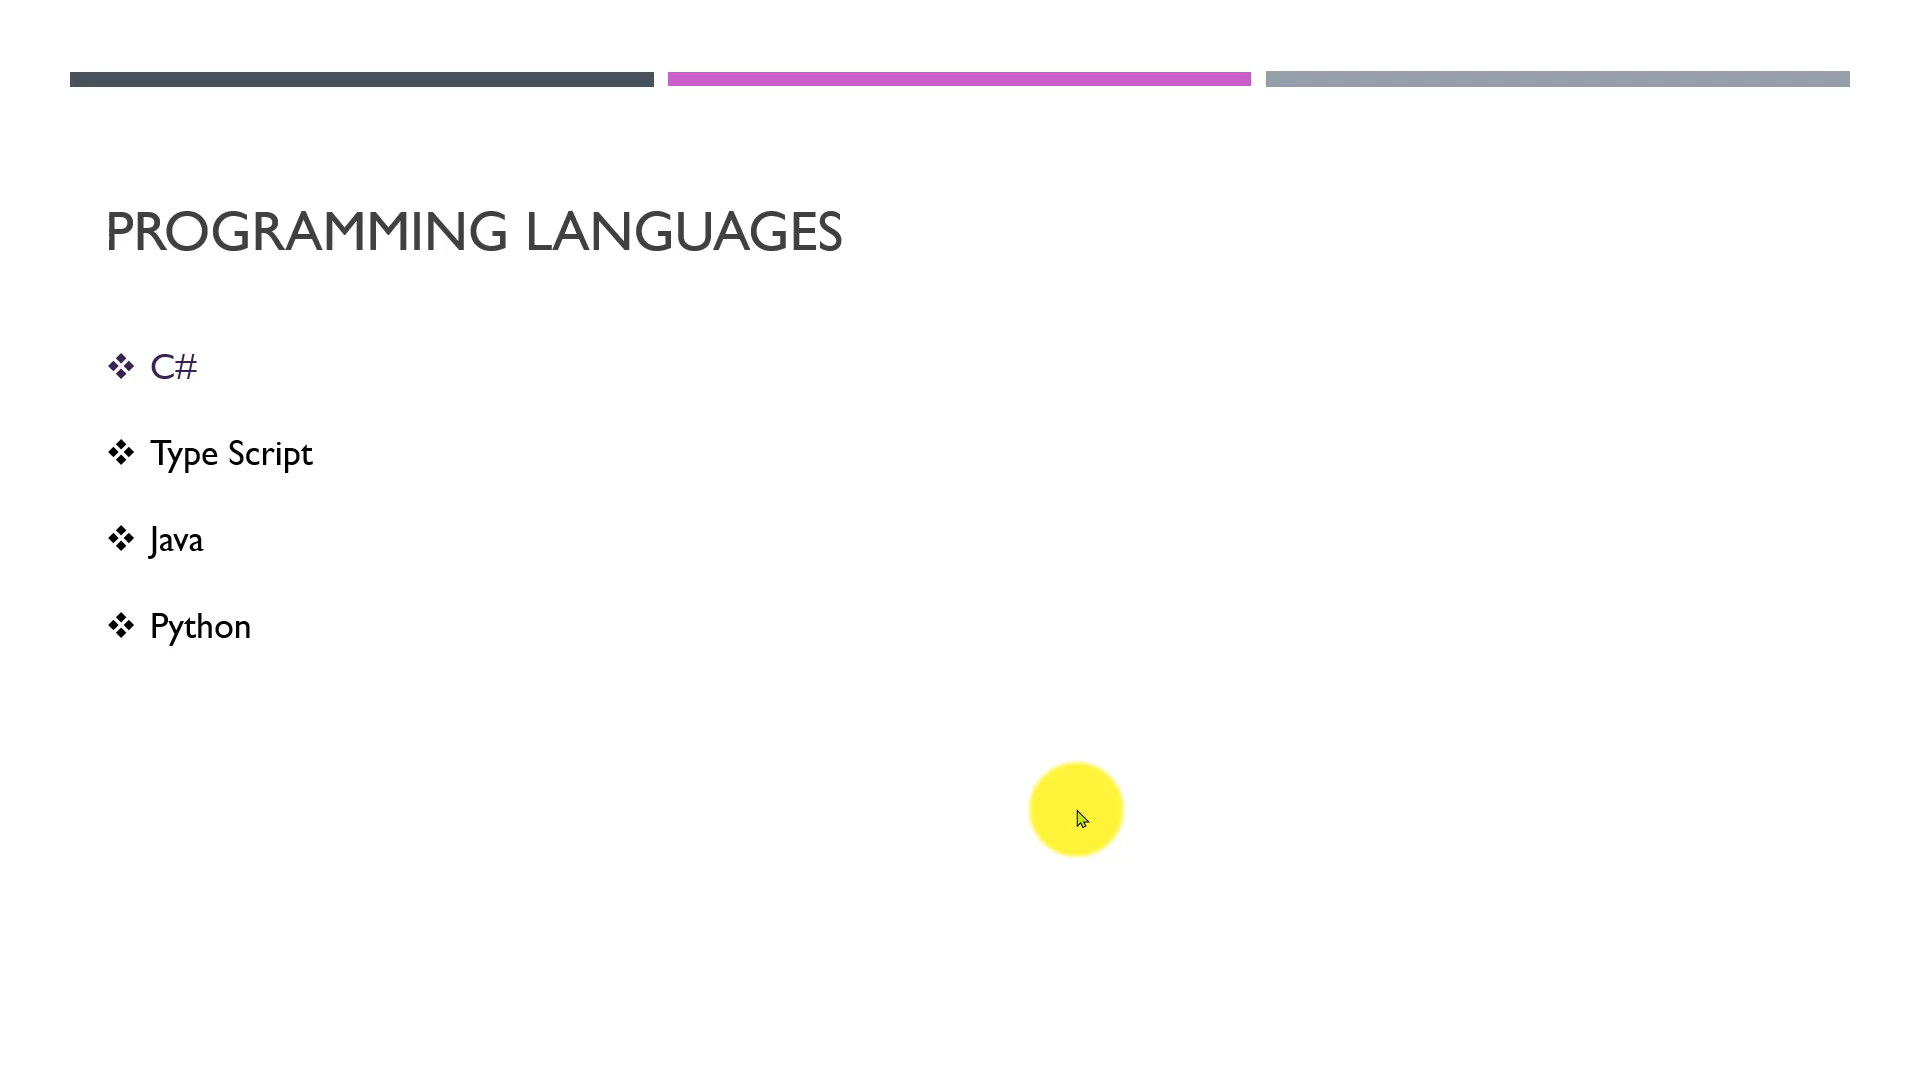 PROGRAMMING LANGUAGES
❖ C#
❖ Type Script
❖ Java
❖ Python